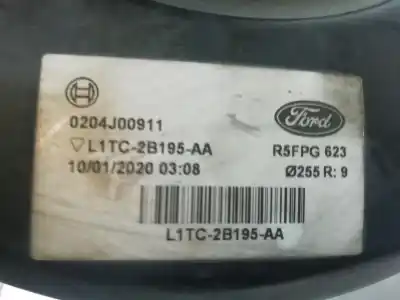 Ford
0204J00911
▽L1TC-2B195-AA
R5FPG 623
10/01/2020 03:08
Ø255 R: 9
L1TC-2B195-AA